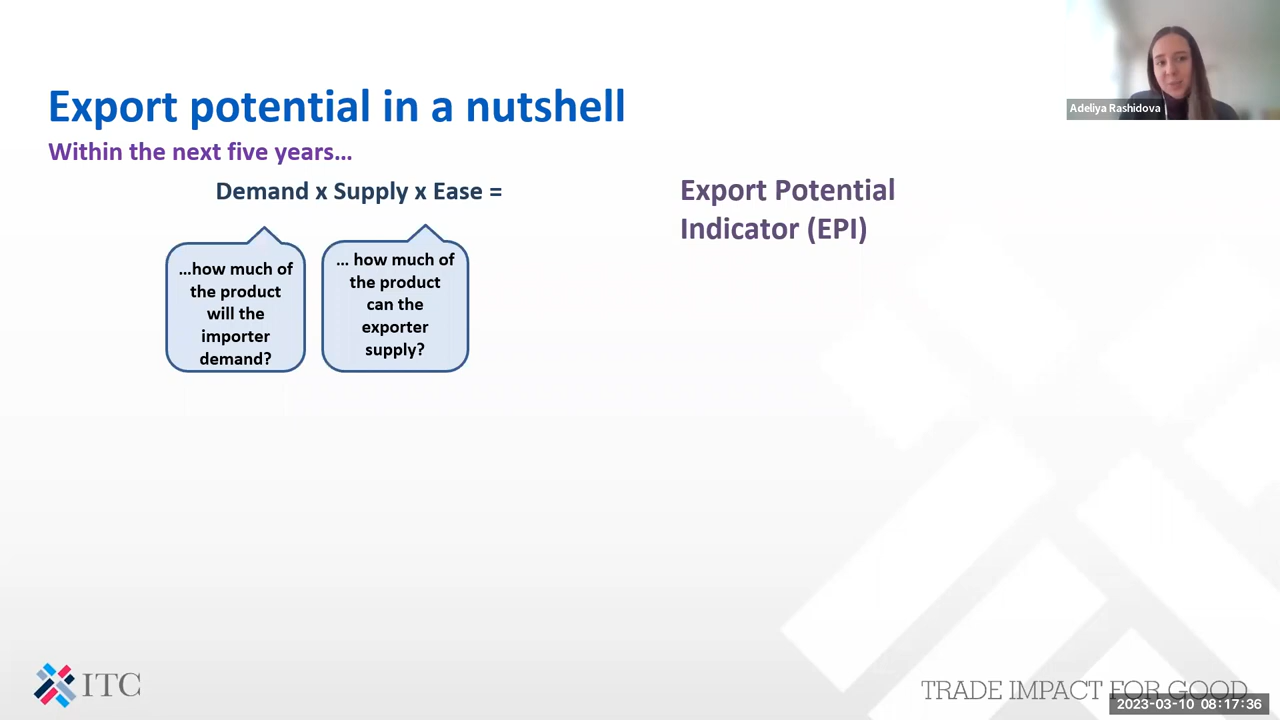 Adeliya Rashidova
Export potential in a nutshell
Within the next five years...
Demand x Supply x Ease =
Export Potential
Indicator (EPI)
...how much of
the product
will the
importer
demand?
... how much of
the product
can the
exporter
supply?
ITC
TRADE IMPACT FOR GOOD
2023-03-10 08:17:36